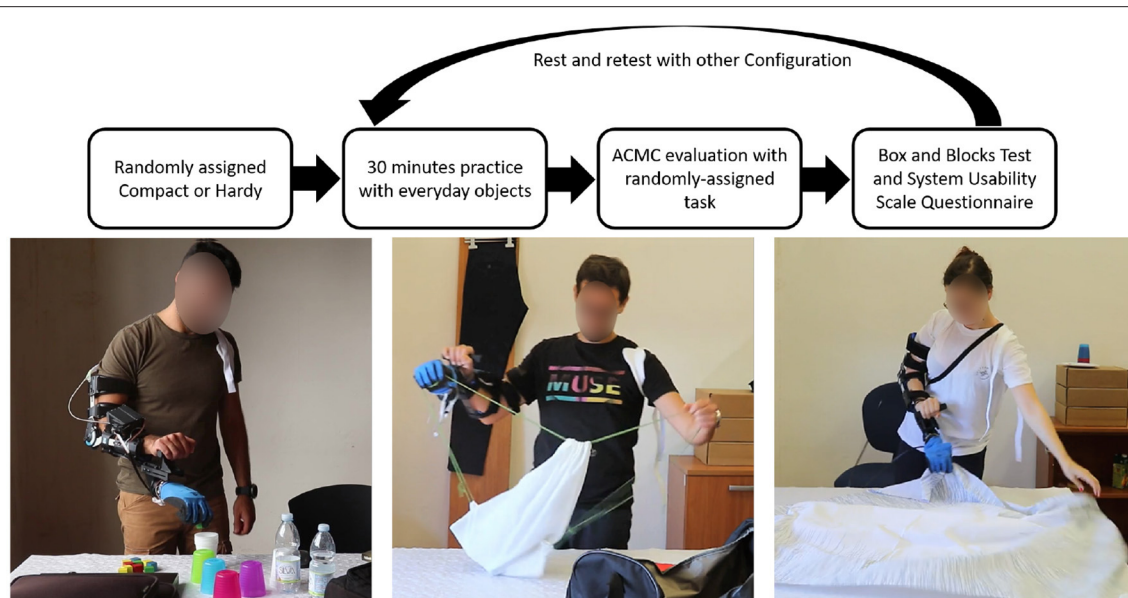 Rest and retest with other Configuration
Randomly assigned
Compact or Hardy
30 minutes practice
with everyday objects
ACMC evaluation with
randomly-assigned
task
Box and Blocks Test
and System Usability
Scale Questionnaire
MUSE